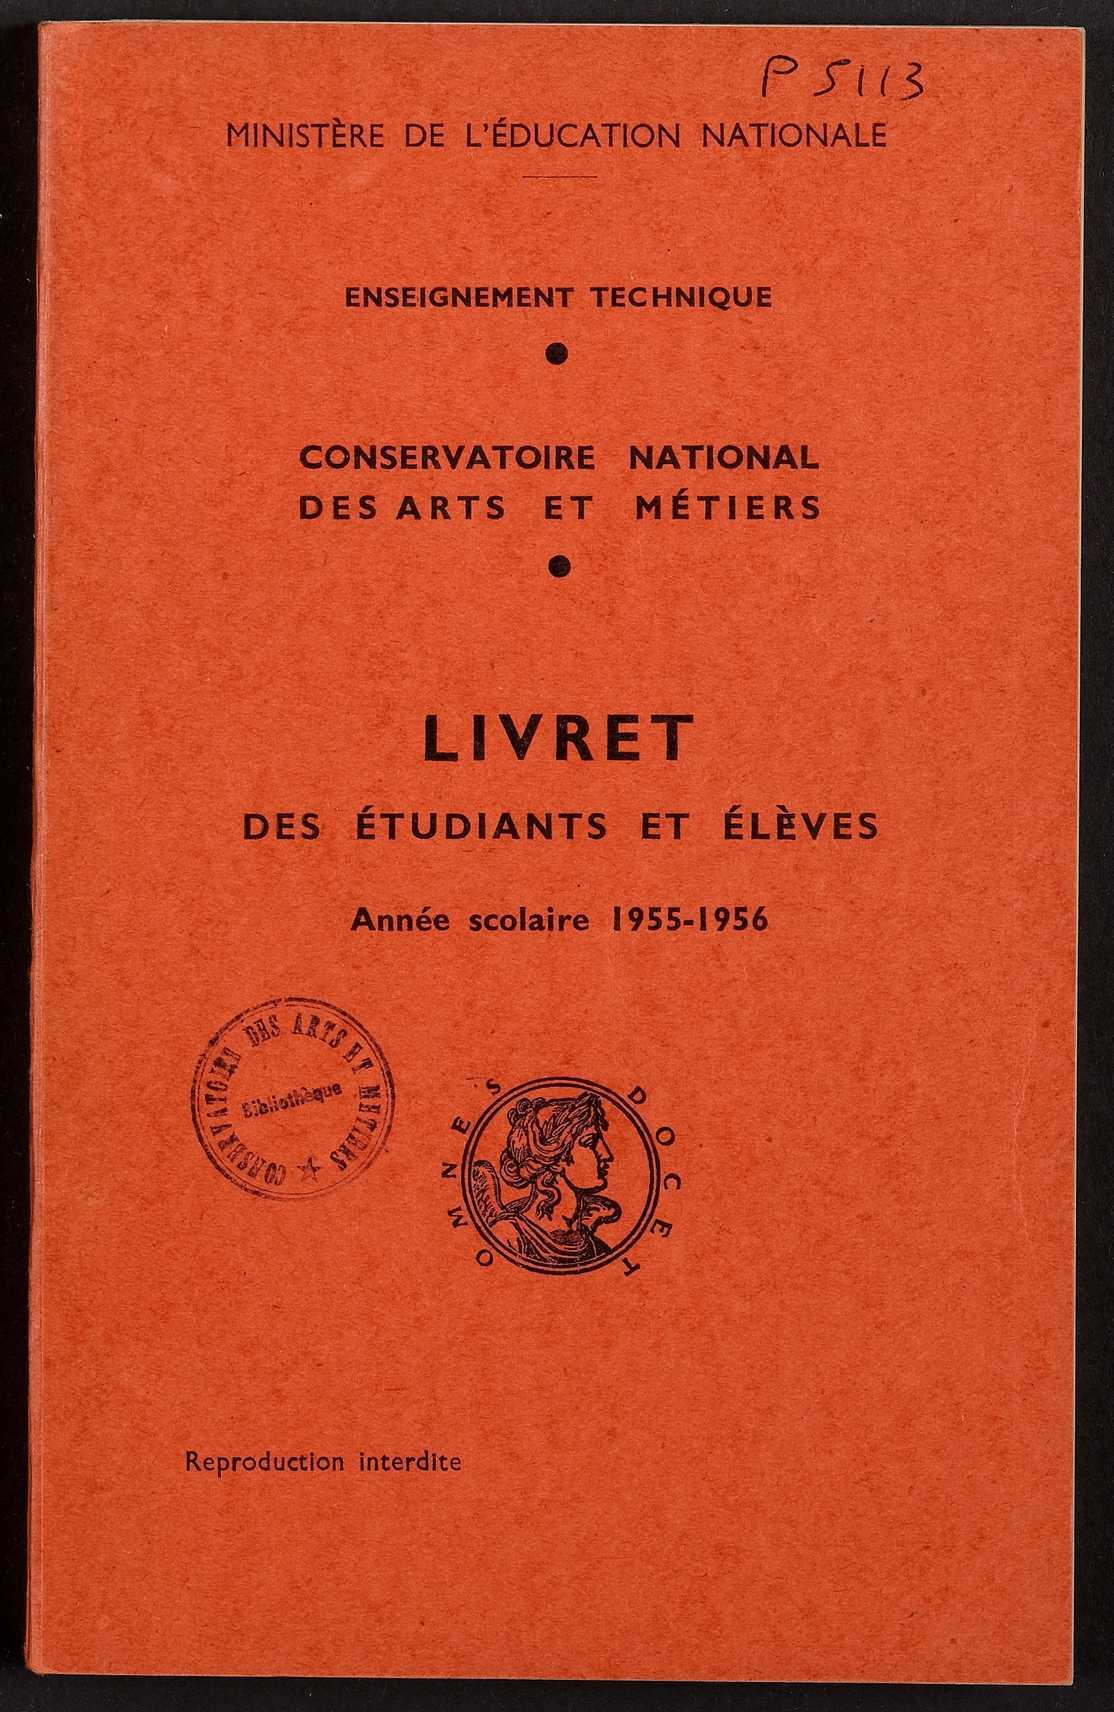 P 5113
MINISTÈRE DE L'ÉDUCATION NATIONALE
ENSEIGNEMENT TECHNIQUE
CONSERVATOIRE NATIONAL
DES ARTS ET MÉTIERS
LIVRET
DES ÉTUDIANTS ET ÉLÈVES
Année scolaire 1955-1956
CONSERVATOIRE DES ARTS ET METIERS
Bibliothèque
OMNES DOCET
Reproduction interdite